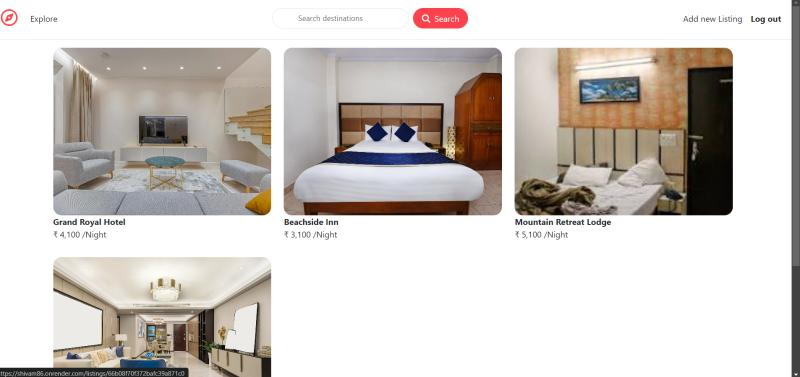 Explore
Search destinations
Search
Add new Listing
Log out
Grand Royal Hotel
₹ 4,100 /Night
Beachside Inn
₹ 3,100 /Night
Mountain Retreat Lodge
₹ 5,100 /Night
ttps://shivam86.onrender.com/listings/66b08f70f372bafc39a871c0